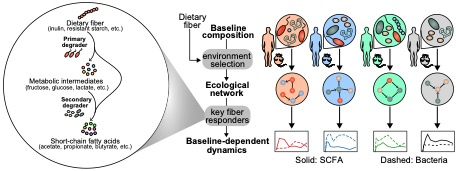 Dietary fiber
(inulin, resistant starch, etc.)
Primary
degrader
Metabolic intermediates
(fructose, glucose, lactate, etc.)
Secondary
degrader
Short-chain fatty acids
(acetate, propionate, butyrate, etc.)
Dietary
fiber
Baseline
composition
environment
selection
Ecological
network
key fiber
responders
Baseline-dependent
dynamics
Solid: SCFA
Dashed: Bacteria